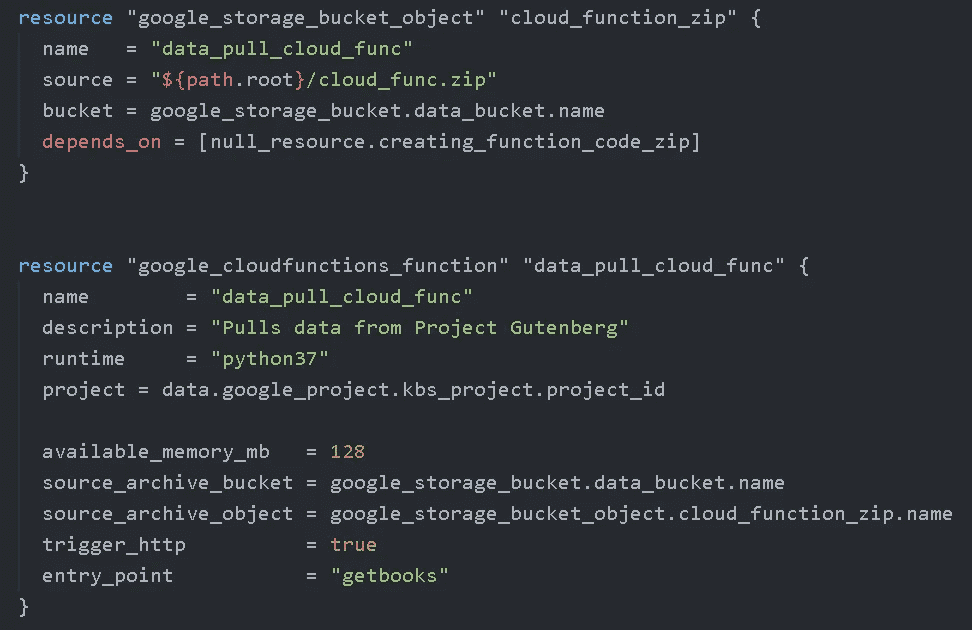 resource "google_storage_bucket_object" "cloud_function_zip" {
  name   = "data_pull_cloud_func"
  source = "${path.root}/cloud_func.zip"
  bucket = google_storage_bucket.data_bucket.name
  depends_on = [null_resource.creating_function_code_zip]
}
resource "google_cloudfunctions_function" "data_pull_cloud_func" {
  name        = "data_pull_cloud_func"
  description = "Pulls data from Project Gutenberg"
  runtime     = "python37"
  project = data.google_project.kbs_project.project_id
  available_memory_mb   = 128
  source_archive_bucket = google_storage_bucket.data_bucket.name
  source_archive_object = google_storage_bucket_object.cloud_function_zip.name
  trigger_http          = true
  entry_point           = "getbooks"
}